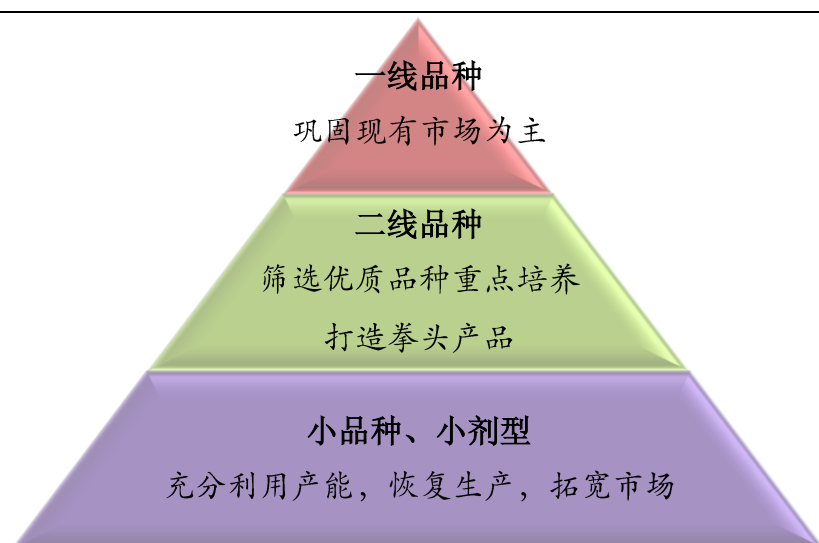 一线品种
巩固现有市场为主
二线品种
筛选优质品种重点培养
打造拳头产品
小品种、小剂型
充分利用产能，恢复生产，拓宽市场